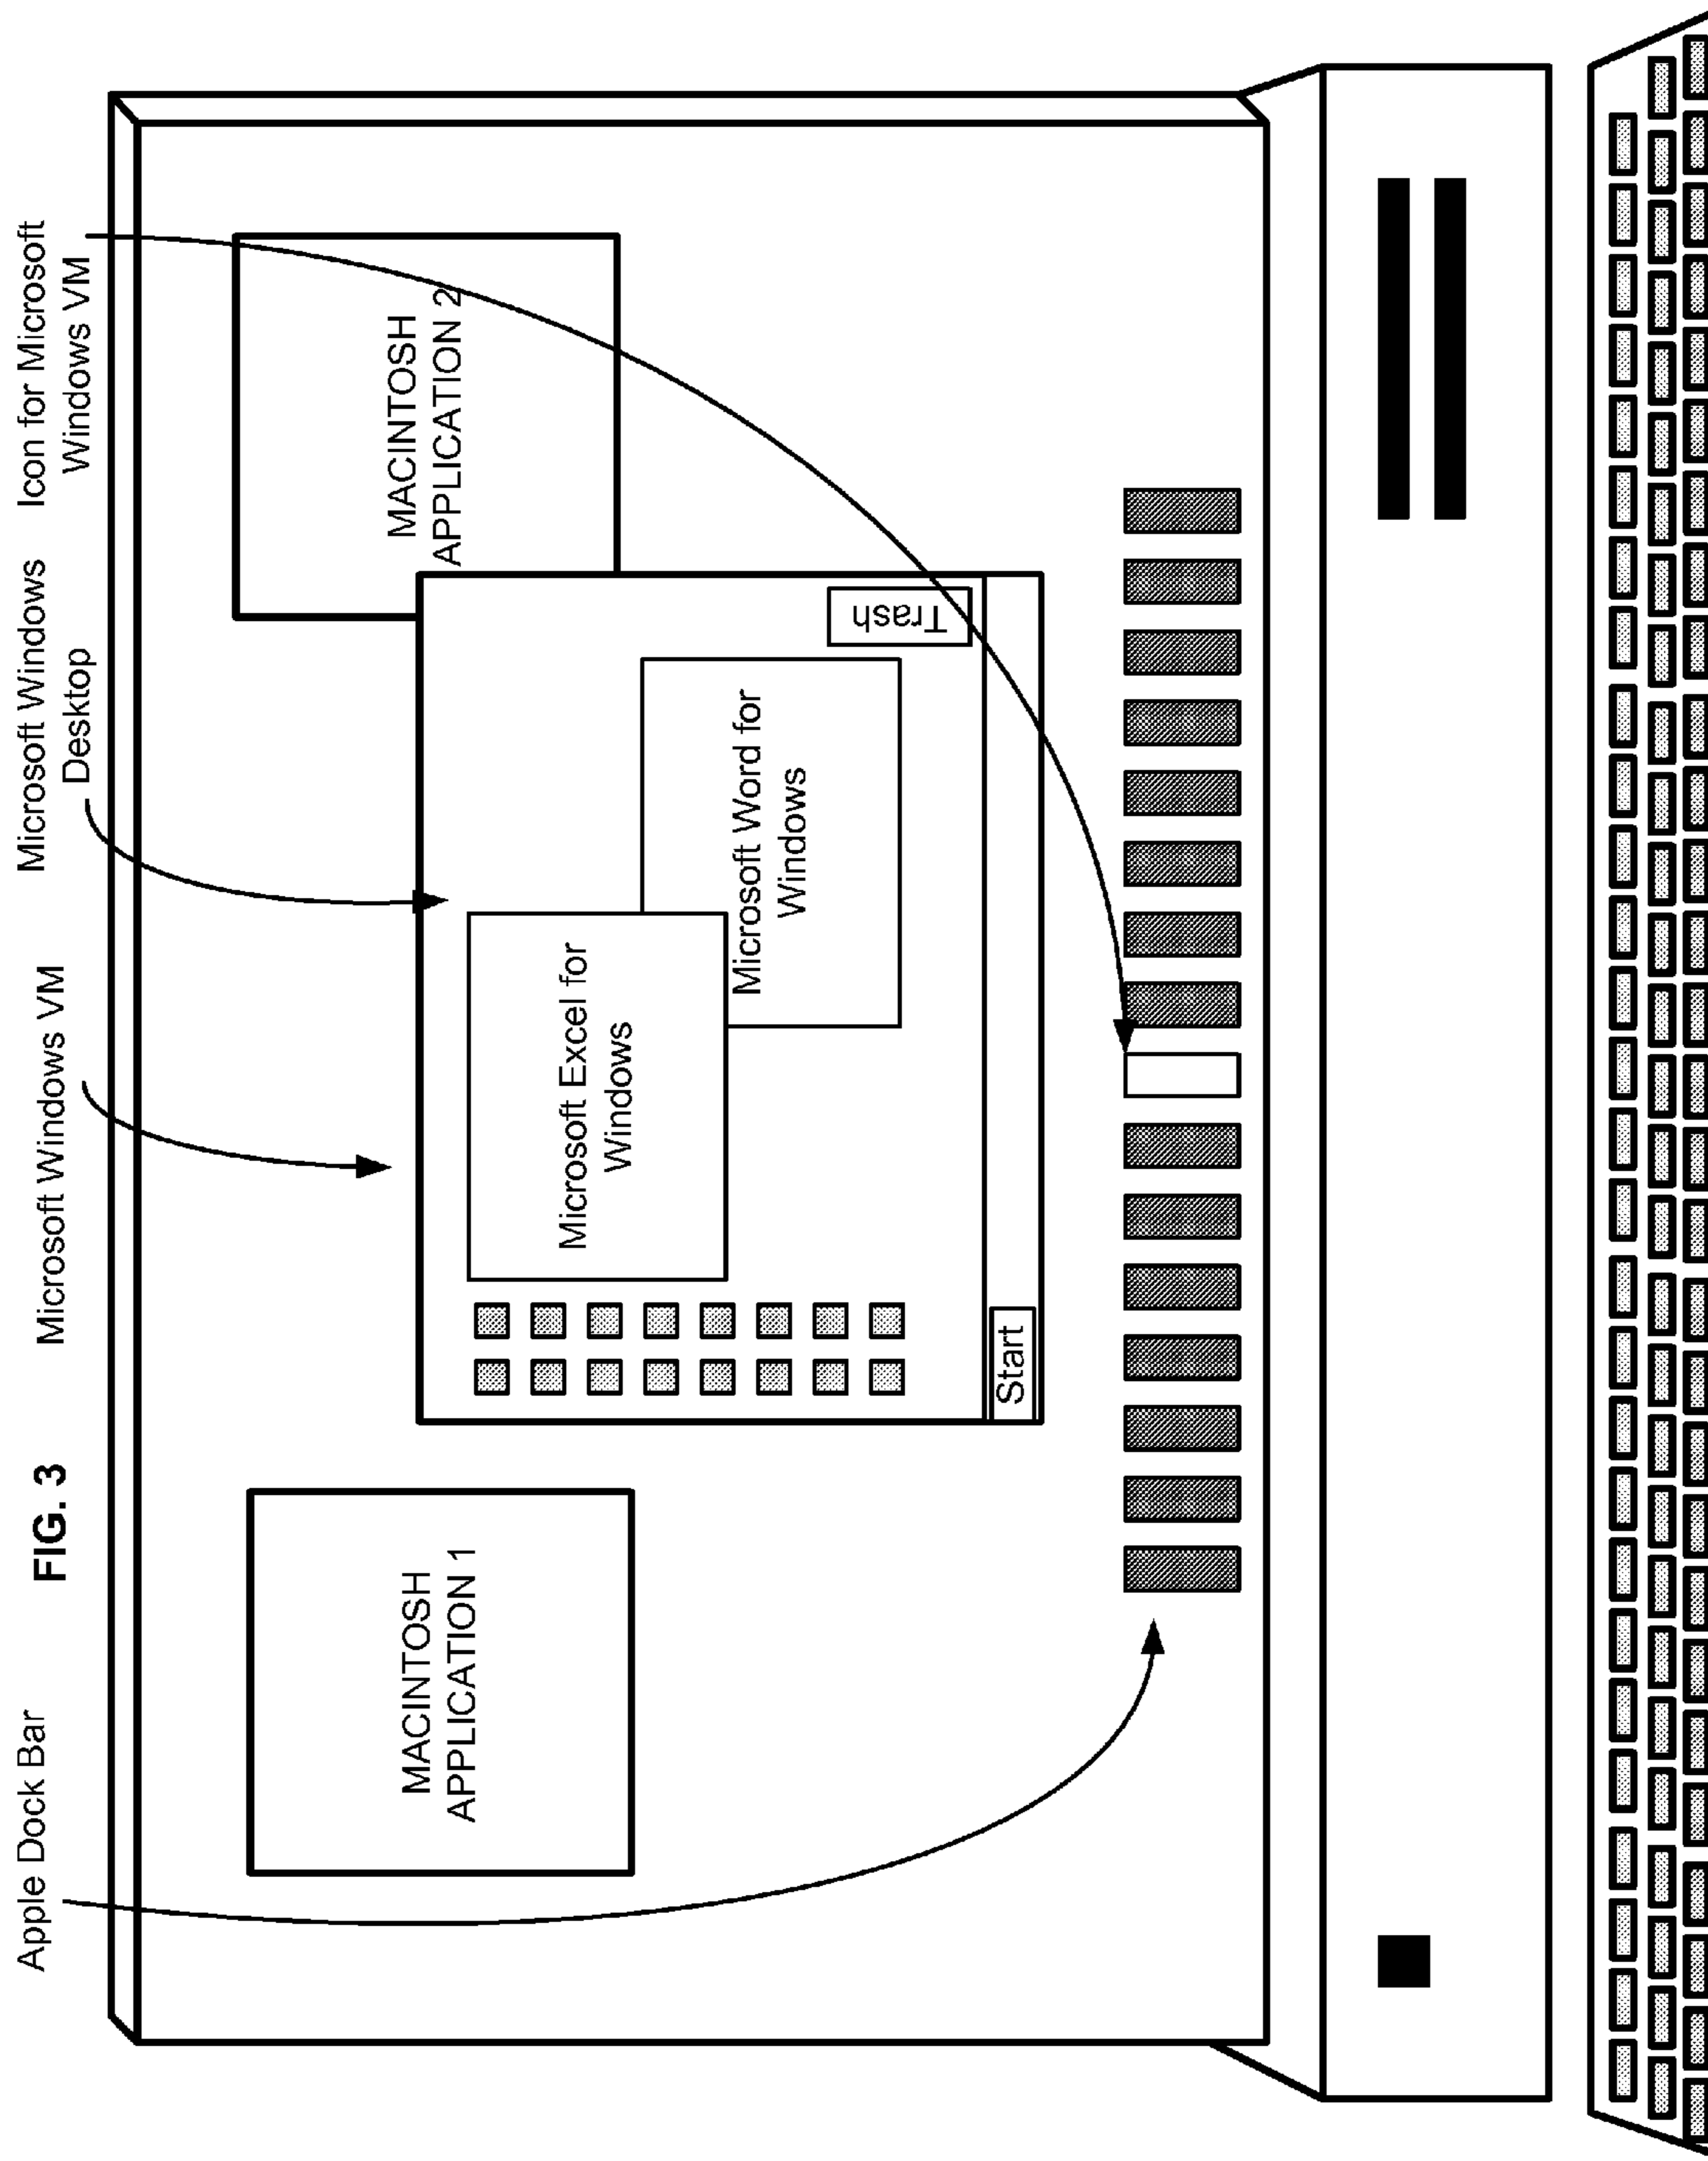 FIG. 3
Apple Dock Bar
Microsoft Windows VM
Microsoft Windows
Desktop
Icon for Microsoft
Windows VM
MACINTOSH
APPLICATION 1
MACINTOSH
APPLICATION 2
Microsoft Excel for
Windows
Microsoft Word for
Windows
Trash
Start